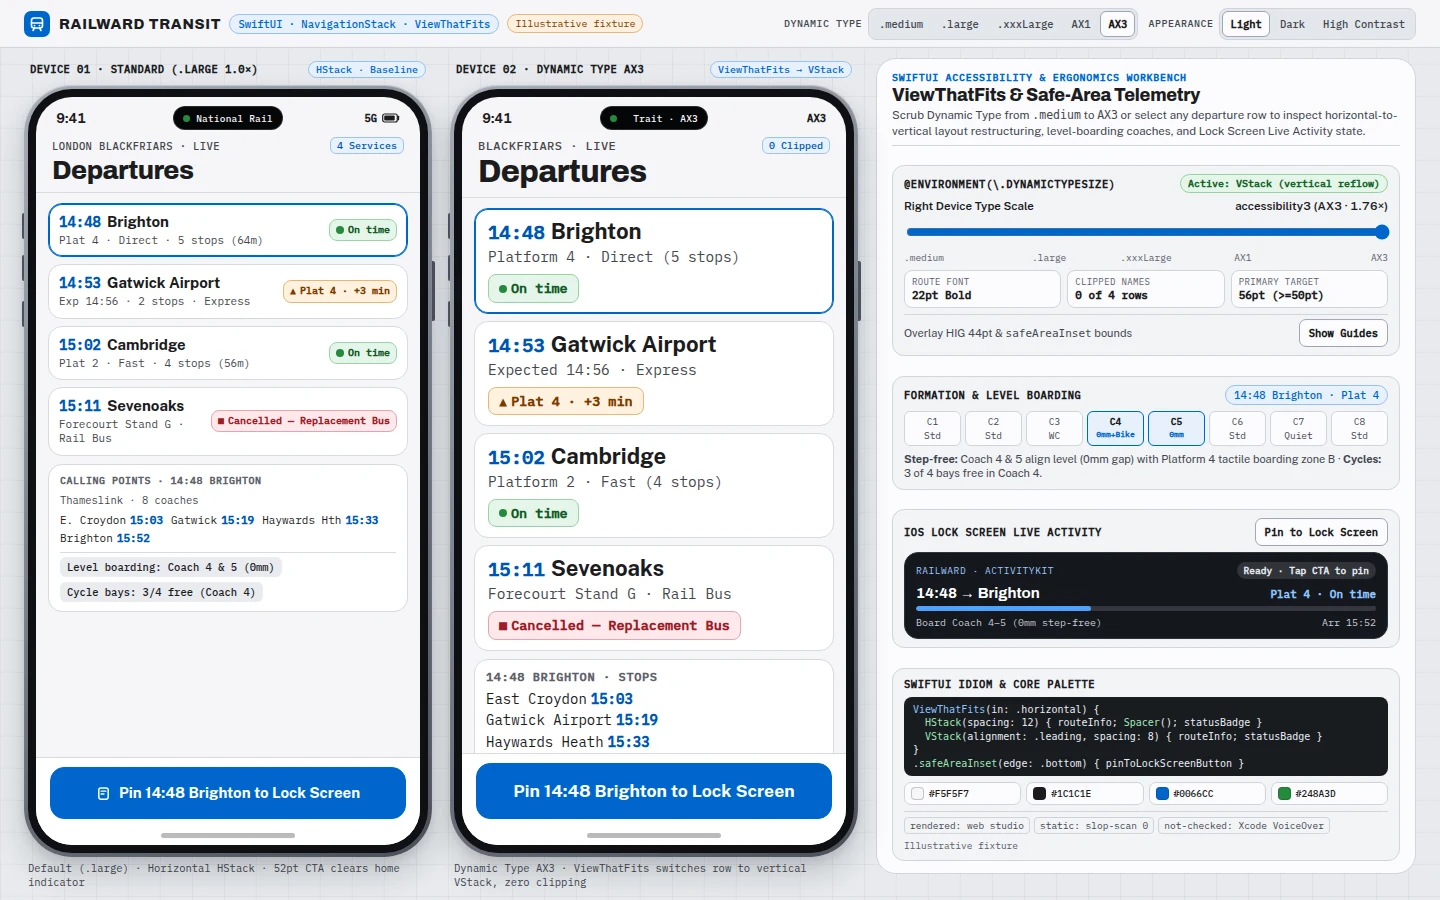 RAILWARD TRANSIT
SwiftUI · NavigationStack · ViewThatFits
Illustrative fixture
DYNAMIC TYPE
.medium .large .xxxLarge AX1 AX3
APPEARANCE
Light Dark High Contrast
DEVICE 01 · STANDARD (.LARGE 1.0×)
HStack · Baseline
9:41
National Rail
5G
LONDON BLACKFRIARS · LIVE
4 Services
Departures
14:48 Brighton
Plat 4 · Direct · 5 stops (64m)
On time
14:53 Gatwick Airport
Exp 14:56 · 2 stops · Express
▲ Plat 4 · +3 min
15:02 Cambridge
Plat 2 · Fast · 4 stops (56m)
On time
15:11 Sevenoaks
Forecourt Stand G ·
Rail Bus
■ Cancelled — Replacement Bus
CALLING POINTS · 14:48 BRIGHTON
Thameslink · 8 coaches
E. Croydon 15:03 Gatwick 15:19 Haywards Hth 15:33
Brighton 15:52
Level boarding: Coach 4 & 5 (0mm)
Cycle bays: 3/4 free (Coach 4)
Pin 14:48 Brighton to Lock Screen
Default (.large) · Horizontal HStack · 52pt CTA clears home
indicator
DEVICE 02 · DYNAMIC TYPE AX3
ViewThatFits → VStack
9:41
Trait · AX3
AX3
BLACKFRIARS · LIVE
0 Clipped
Departures
14:48 Brighton
Platform 4 · Direct (5 stops)
On time
14:53 Gatwick Airport
Expected 14:56 · Express
▲ Plat 4 · +3 min
15:02 Cambridge
Platform 2 · Fast (4 stops)
On time
15:11 Sevenoaks
Forecourt Stand G · Rail Bus
■ Cancelled — Replacement Bus
14:48 BRIGHTON · STOPS
East Croydon 15:03
Gatwick Airport 15:19
Haywards Heath 15:33
Pin 14:48 Brighton to Lock Screen
Dynamic Type AX3 · ViewThatFits switches row to vertical
VStack, zero clipping
SWIFTUI ACCESSIBILITY & ERGONOMICS WORKBENCH
ViewThatFits & Safe-Area Telemetry
Scrub Dynamic Type from .medium to AX3 or select any departure row to inspect horizontal-to-
vertical layout restructuring, level-boarding coaches, and Lock Screen Live Activity state.
@ENVIRONMENT(\.DYNAMICTYPESIZE)
Active: VStack (vertical reflow)
Right Device Type Scale
accessibility3 (AX3 · 1.76×)
.medium .large .xxxLarge AX1 AX3
ROUTE FONT
22pt Bold
CLIPPED NAMES
0 of 4 rows
PRIMARY TARGET
56pt (>=50pt)
Overlay HIG 44pt & safeAreaInset bounds
Show Guides
FORMATION & LEVEL BOARDING
14:48 Brighton · Plat 4
C1 C2 C3 C4 C5 C6 C7 C8
Std Std WC 0mm+Bike 0mm Std Quiet Std
Step-free: Coach 4 & 5 align level (0mm gap) with Platform 4 tactile boarding zone B · Cycles:
3 of 4 bays free in Coach 4.
IOS LOCK SCREEN LIVE ACTIVITY
Pin to Lock Screen
RAILWARD · ACTIVITYKIT
Ready · Tap CTA to pin
14:48 → Brighton
Plat 4 · On time
Board Coach 4–5 (0mm step-free)
Arr 15:52
SWIFTUI IDIOM & CORE PALETTE
ViewThatFits(in: .horizontal) {
HStack(spacing: 12) { routeInfo; Spacer(); statusBadge }
VStack(alignment: .leading, spacing: 8) { routeInfo; statusBadge }
}
.safeAreaInset(edge: .bottom) { pinToLockScreenButton }
#F5F5F7
#1C1C1E
#0066CC
#248A3D
rendered: web studio
static: slop-scan 0
not-checked: Xcode VoiceOver
Illustrative fixture